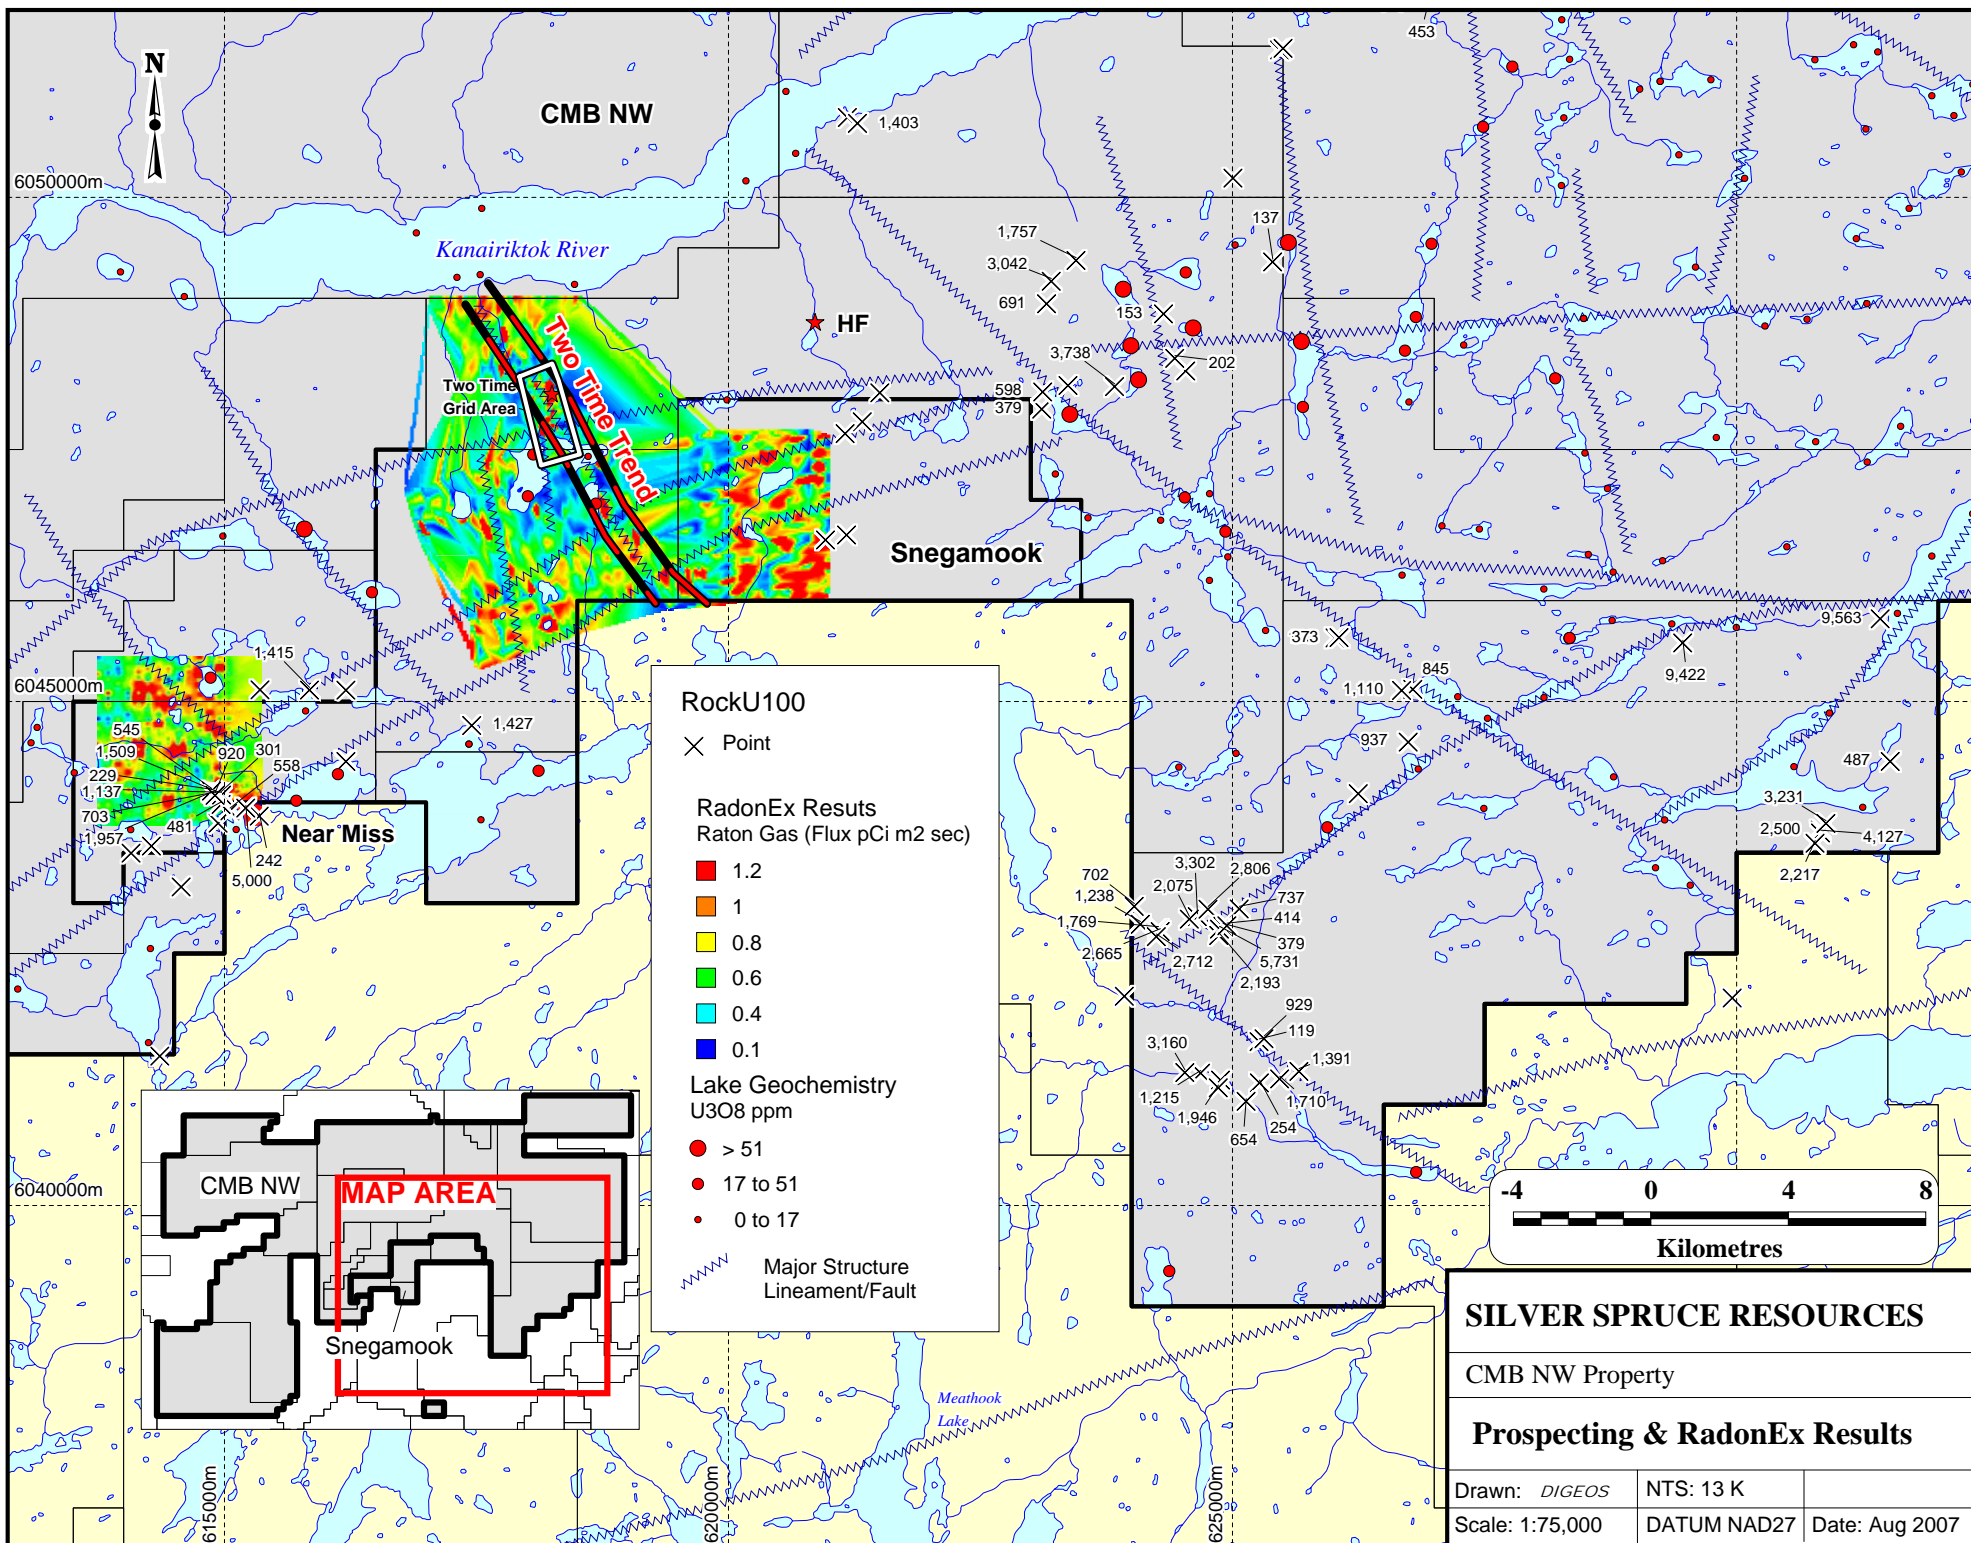 453
N
CMB NW
1,403
6050000m
Kanairiktok River
137
1,757
3,042
691
153
HF
Two Time Trend
Two Time
Grid Area
3,738
202
598
379
Snegamook
9,563
373
9,422
1,415
845
1,110
6045000m
1,427
937
487
545
1,509
920
301
229
558
1,137
703
481
1,957
Near Miss
242
5,000
3,231
2,500
4,127
2,217
RockU100
Point
RadonEx Resuts
Raton Gas (Flux pCi m2 sec)
1.2
1
0.8
0.6
0.4
0.1
Lake Geochemistry
U3O8 ppm
> 51
17 to 51
0 to 17
Major Structure
Lineament/Fault
3,302
2,806
702
2,075
1,238
737
1,769
414
379
2,665
2,712
5,731
2,193
929
119
3,160
1,391
1,215
1,946
1,710
254
654
6040000m
CMB NW
MAP AREA
Snegamook
-4 0 4 8
Kilometres
Meathook
Lake
615000m
620000m
625000m
SILVER SPRUCE RESOURCES
CMB NW Property
Prospecting & RadonEx Results
Drawn: DIGEOS NTS: 13 K
Scale: 1:75,000 DATUM NAD27 Date: Aug 2007